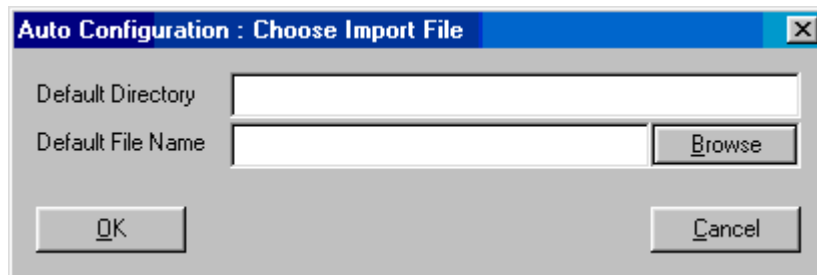 Auto Configuration : Choose Import File
Default Directory
Default File Name
Browse
OK
Cancel